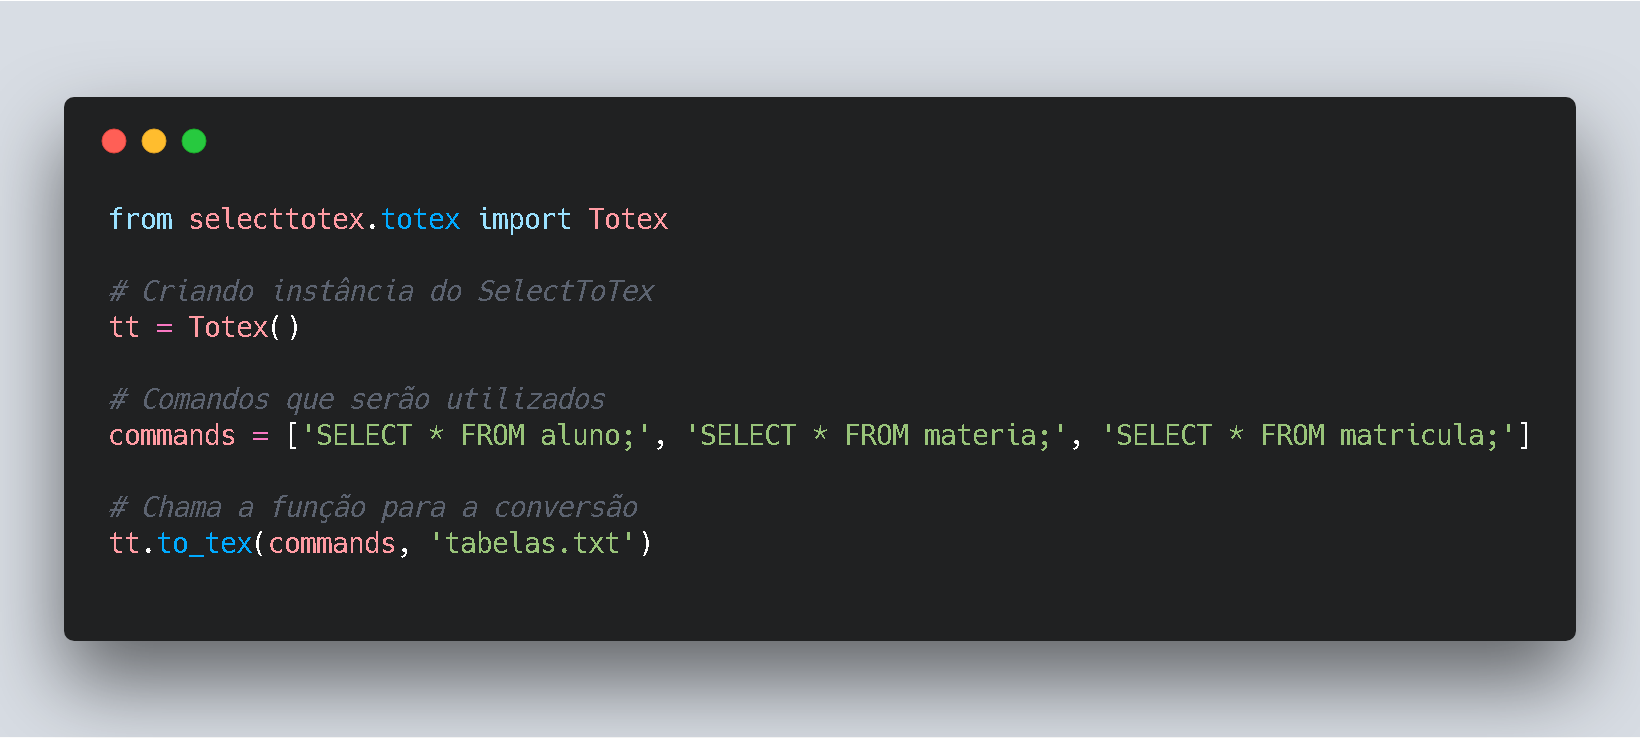 from selecttotex.totex import Totex
# Criando instância do SelectToTex
tt = Totex()
# Comandos que serão utilizados
commands = ['SELECT * FROM aluno;', 'SELECT * FROM materia;', 'SELECT * FROM matricula;']
# Chama a função para a conversão
tt.to_tex(commands, 'tabelas.txt')